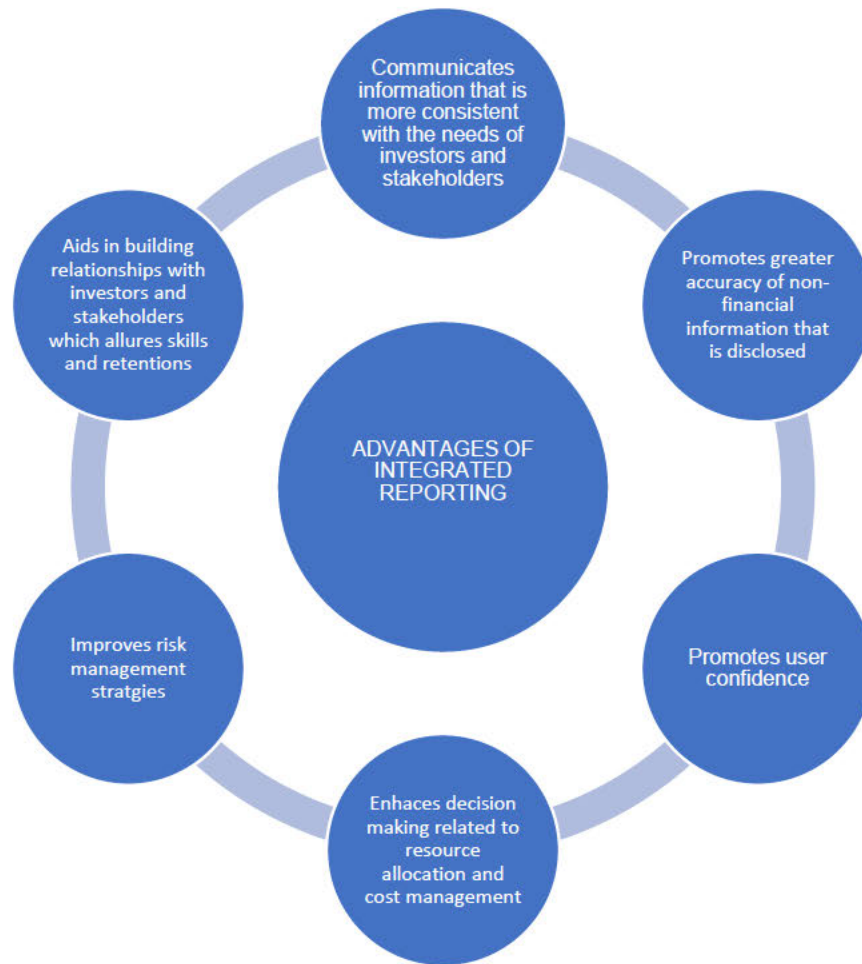 Communicates
information that is
more consistent
with the needs of
investors and
stakeholders
Promotes greater
accuracy of non-
financial
information that
is disclosed
Promotes user
confidence
Enhaces decision
making related to
resource
allocation and
cost management
Improves risk
management
stratgies
Aids in building
relationships with
investors and
stakeholders
which allures skills
and retentions
ADVANTAGES OF
INTEGRATED
REPORTING